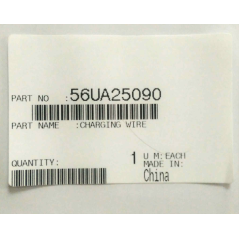 PART NO :56UA25090
PART NAME :CHARGING WIRE
QUANTITY: 1 U M:EACH
MADE IN:
China